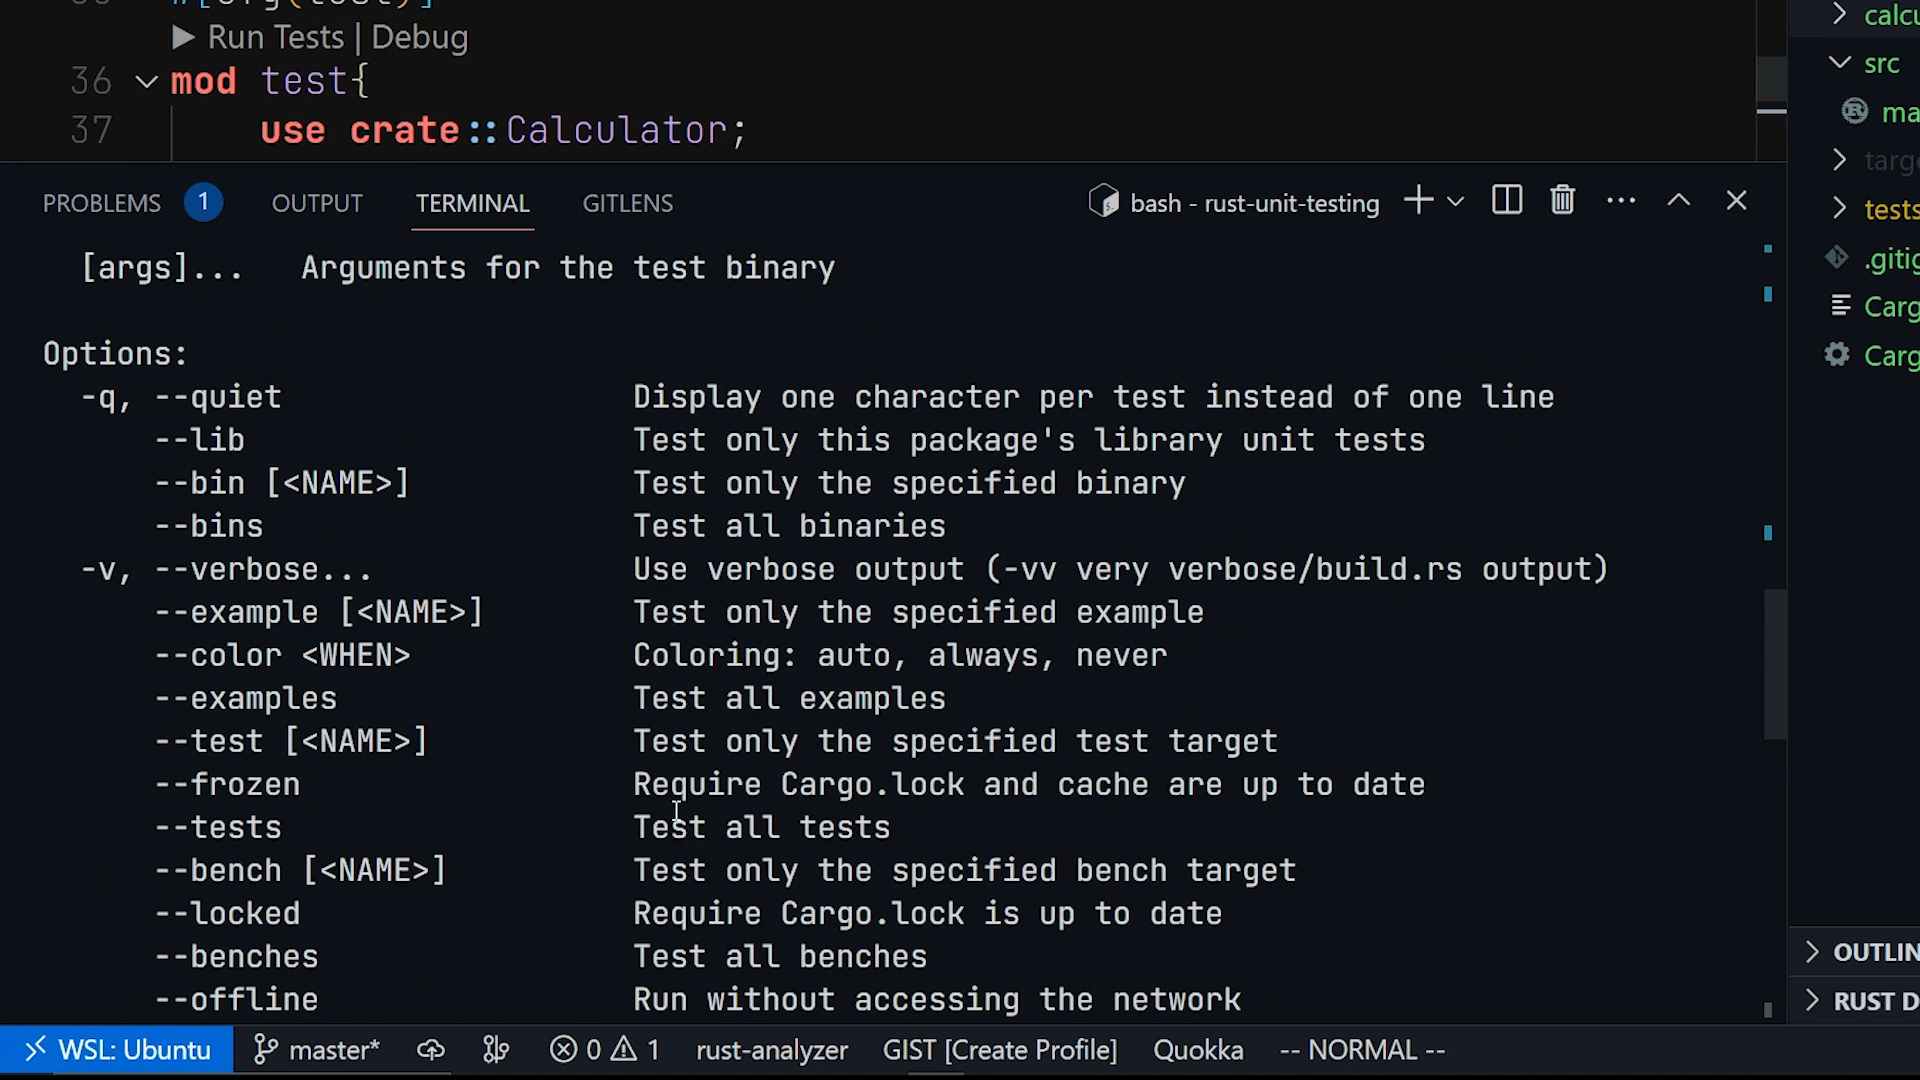 ▶ Run Tests | Debug
36 mod test{
37 use crate::Calculator;
PROBLEMS 1 OUTPUT TERMINAL GITLENS
bash - rust-unit-testing
[args]... Arguments for the test binary
Options:
-q, --quiet Display one character per test instead of one line
--lib Test only this package's library unit tests
--bin [<NAME>] Test only the specified binary
--bins Test all binaries
-v, --verbose... Use verbose output (-vv very verbose/build.rs output)
--example [<NAME>] Test only the specified example
--color <WHEN> Coloring: auto, always, never
--examples Test all examples
--test [<NAME>] Test only the specified test target
--frozen Require Cargo.lock and cache are up to date
--tests Test all tests
--bench [<NAME>] Test only the specified bench target
--locked Require Cargo.lock is up to date
--benches Test all benches
--offline Run without accessing the network
calcu
src
ma
targe
tests
.gitig
Carg
Carg
OUTLIN
RUST D
WSL: Ubuntu master* 0 1 rust-analyzer GIST [Create Profile] Quokka -- NORMAL --